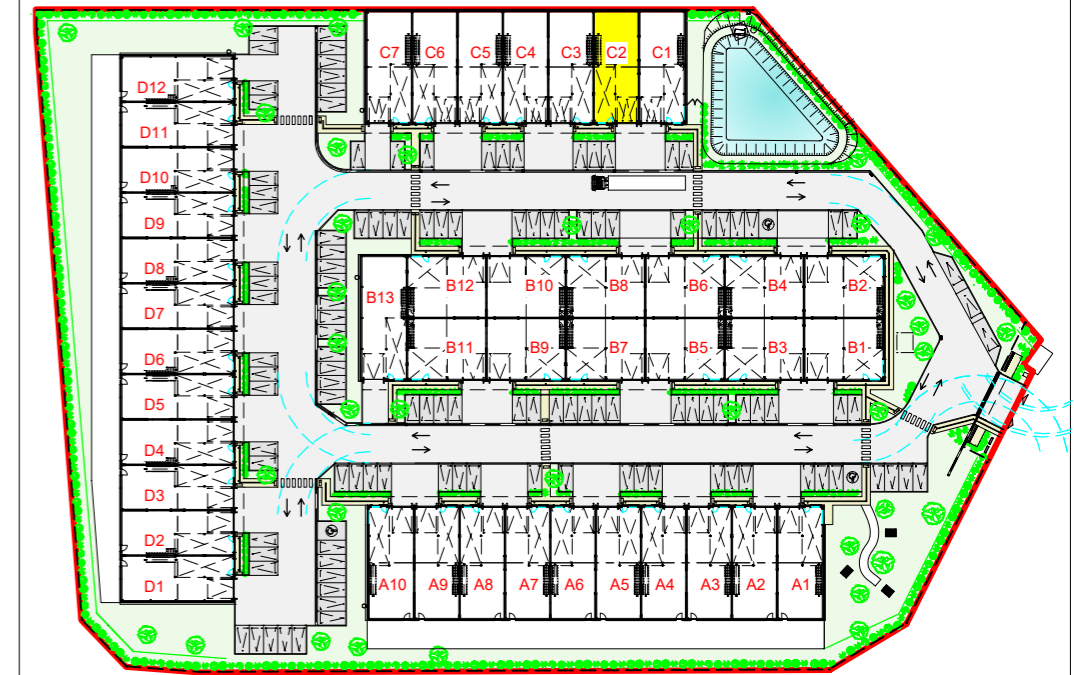 C7 C6 C5 C4 C3 C2 C1
D12
D11
D10
D9
D8
D7
D6
D5
D4
D3
D2
D1
B13 B12 B10 B8 B6 B4 B2
B11 B9 B7 B5 B3 B1
A10 A9 A8 A7 A6 A5 A4 A3 A2 A1